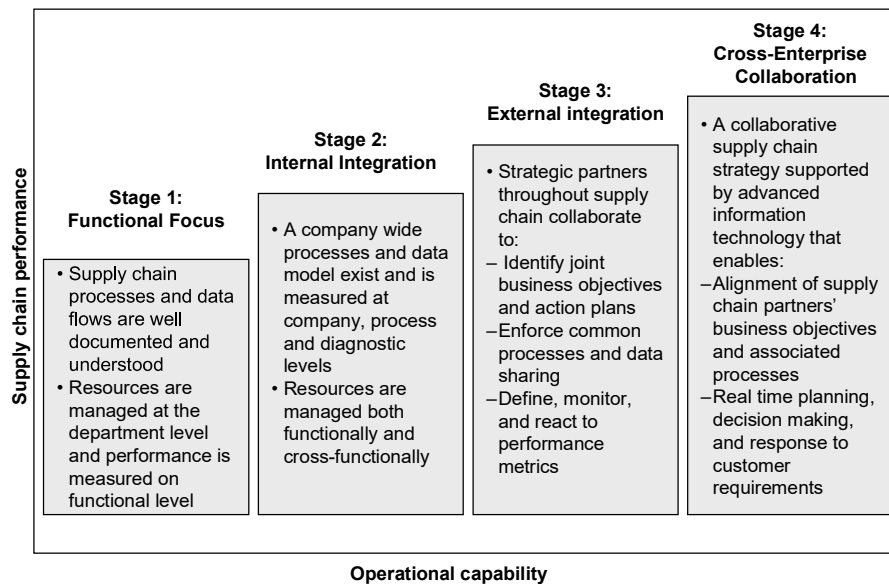 Supply chain performance
Stage 1:
Functional Focus
• Supply chain
processes and data
flows are well
documented and
understood
• Resources are
managed at the
department level
and performance is
measured on
functional level
Stage 2:
Internal Integration
• A company wide
processes and data
model exist and is
measured at
company, process
and diagnostic
levels
• Resources are
managed both
functionally and
cross-functionally
Stage 3:
External integration
• Strategic partners
throughout supply
chain collaborate
to:
– Identify joint
business objectives
and action plans
–Enforce common
processes and data
sharing
–Define, monitor,
and react to
performance
metrics
Stage 4:
Cross-Enterprise
Collaboration
• A collaborative
supply chain
strategy supported
by advanced
information
technology that
enables:
–Alignment of supply
chain partners’
business objectives
and associated
processes
–Real time planning,
decision making,
and response to
customer
requirements
Operational capability